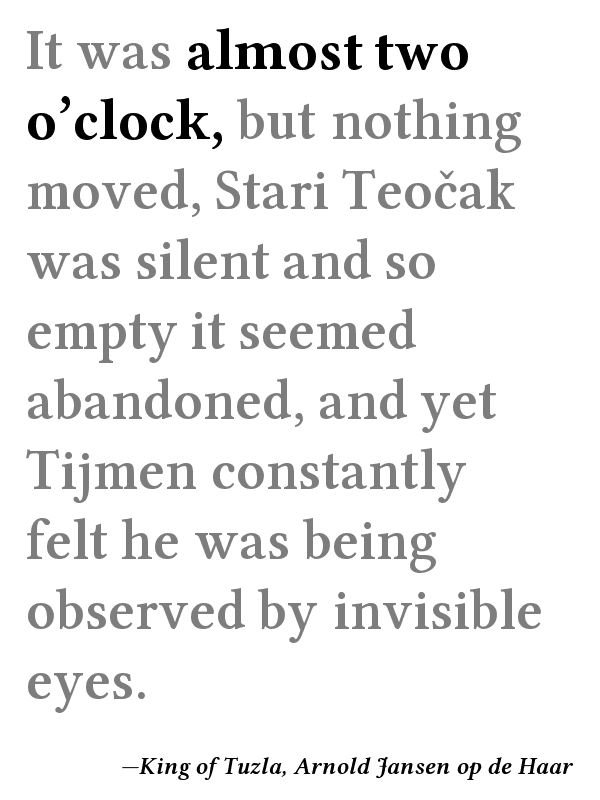 It was almost two
o’clock, but nothing
moved, Stari Teočak
was silent and so
empty it seemed
abandoned, and yet
Tijmen constantly
felt he was being
observed by invisible
eyes.
—King of Tuzla, Arnold Jansen op de Haar